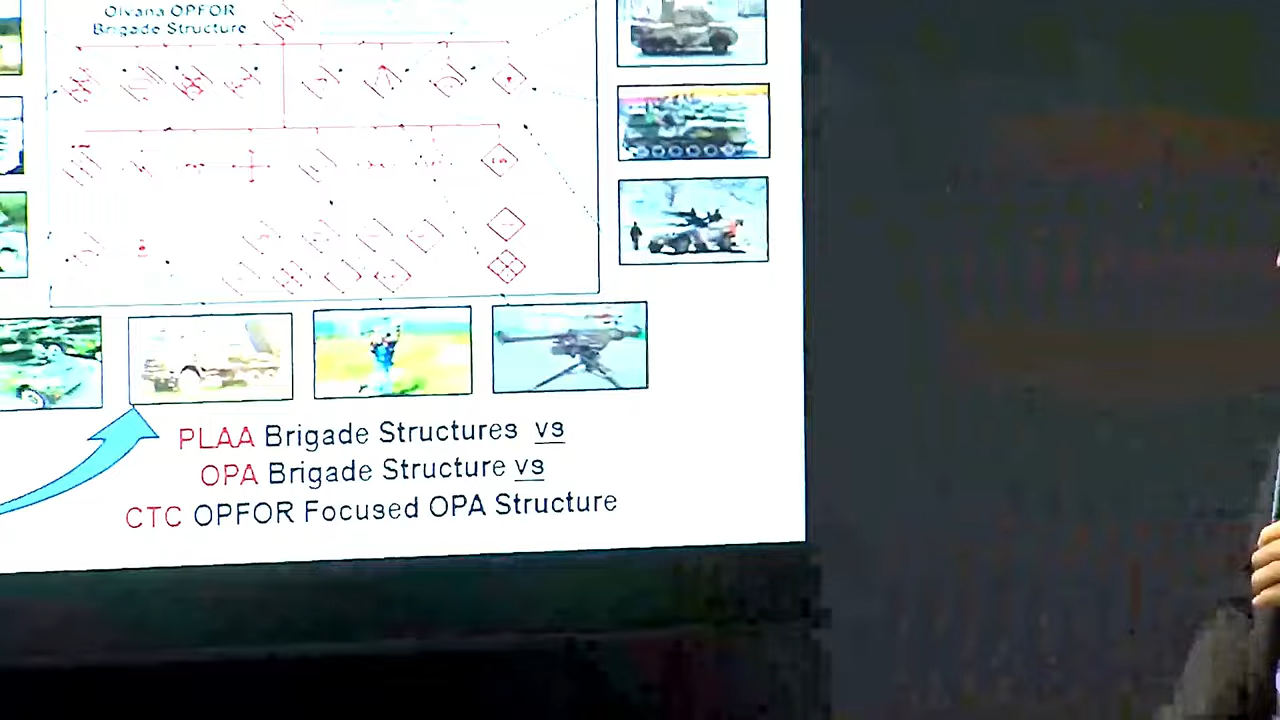 Olvana OPFOR
Brigade Structure
PLAA Brigade Structures vs
OPA Brigade Structure vs
CTC OPFOR Focused OPA Structure